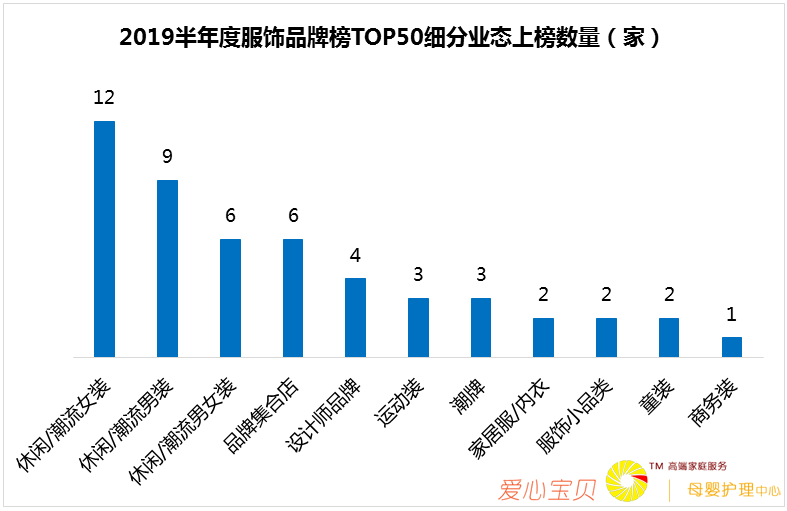 2019半年度服饰品牌榜TOP50细分业态上榜数量（家）
12
9
6
6
4
3
3
2
2
2
1
休闲/潮流女装
休闲/潮流男装
休闲/潮流男女装
品牌集合店
设计师品牌
运动装
潮牌
家居服/内衣
服饰小品类
童装
商务装
爱心宝贝
TM 高端家庭服务
母婴护理中心